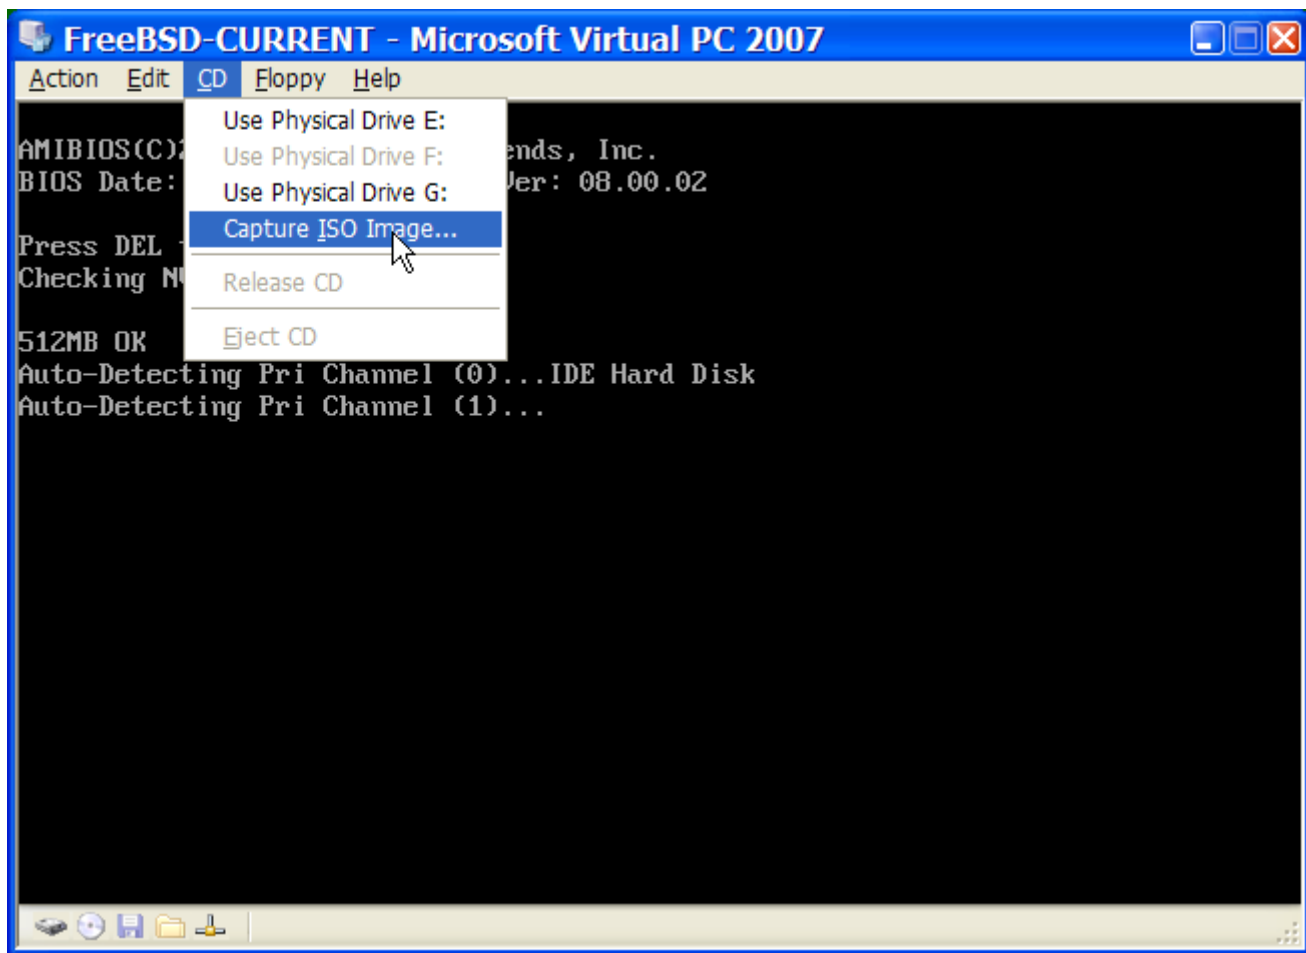 FreeBSD-CURRENT - Microsoft Virtual PC 2007
Action Edit CD Floppy Help
Use Physical Drive E:
Use Physical Drive F:
Use Physical Drive G:
Capture ISO Image...
Release CD
Eject CD
AMIBIOS(C) Inc.
BIOS Date: Ver: 08.00.02
Press DEL
Checking
512MB OK
Auto-Detecting Pri Channel (0)...IDE Hard Disk
Auto-Detecting Pri Channel (1)...